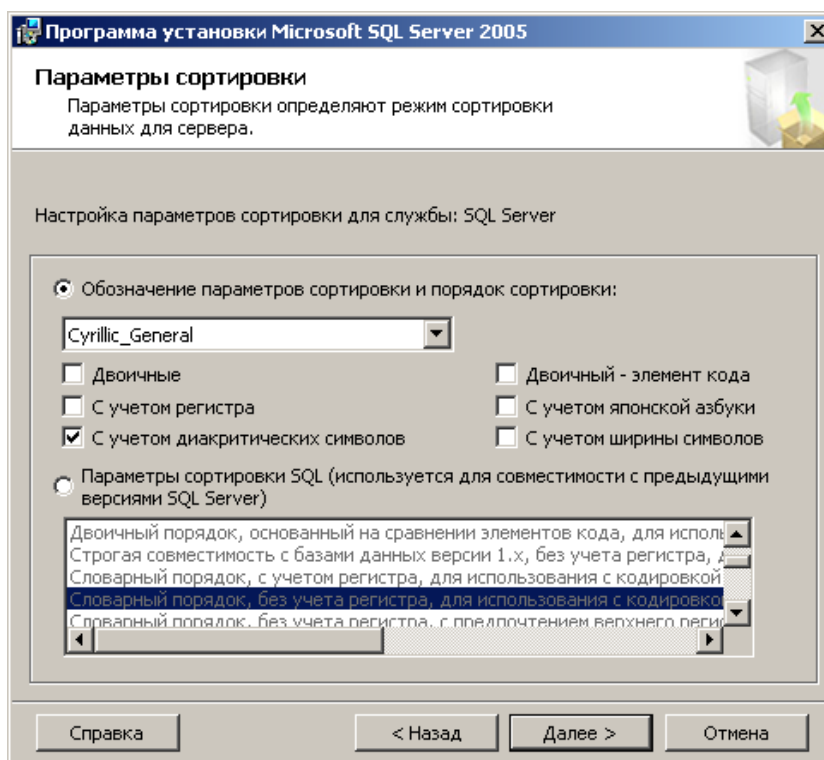 Программа установки Microsoft SQL Server 2005
Параметры сортировки
Параметры сортировки определяют режим сортировки
данных для сервера.
Настройка параметров сортировки для службы: SQL Server
Обозначение параметров сортировки и порядок сортировки:
Cyrillic_General
Двоичные
Двоичный - элемент кода
С учетом регистра
С учетом японской азбуки
С учетом диакритических символов
С учетом ширины символов
Параметры сортировки SQL (используется для совместимости с предыдущими
версиями SQL Server)
Двоичный порядок, основанный на сравнении элементов кода, для
Строгая совместимость с базами данных версии 1.x, без учета регистра,
Словарный порядок, с учетом регистра, для использования с кодировкой
Словарный порядок, без учета регистра, для использования с
Словарный порядок, без учета регистра, с предпочтением верхнего
Справка
< Назад
Далее >
Отмена